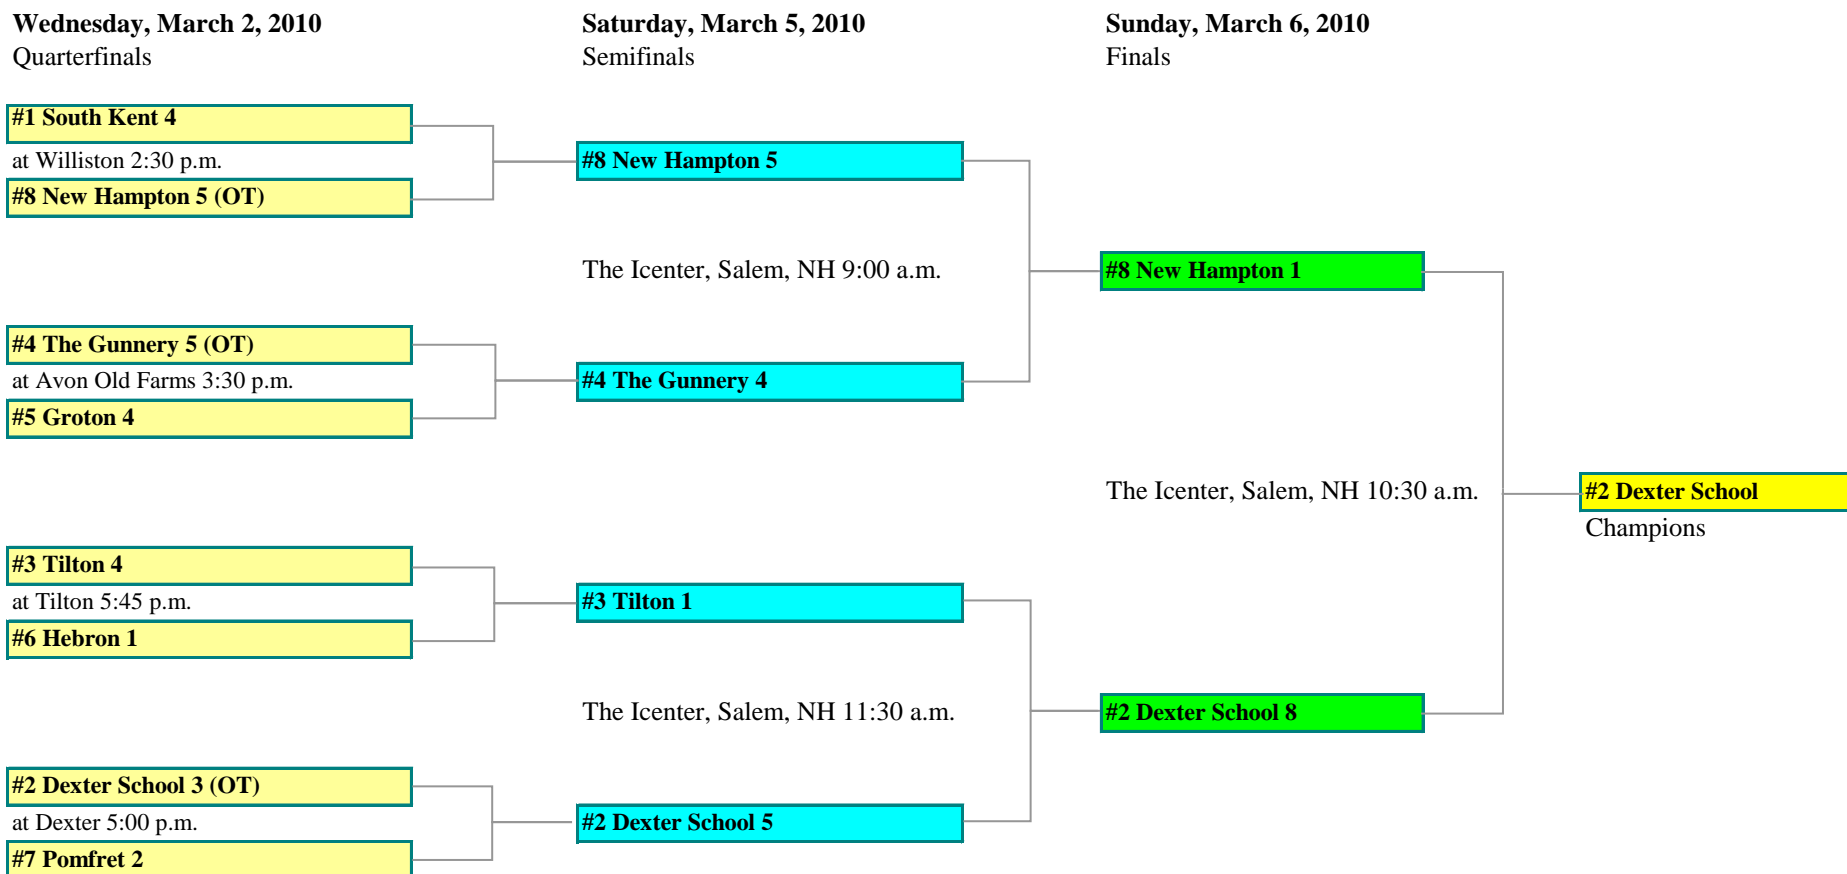 Wednesday, March 2, 2010
Quarterfinals
#1 South Kent 4
at Williston 2:30 p.m.
#8 New Hampton 5 (OT)
#4 The Gunnery 5 (OT)
at Avon Old Farms 3:30 p.m.
#5 Groton 4
#3 Tilton 4
at Tilton 5:45 p.m.
#6 Hebron 1
#2 Dexter School 3 (OT)
at Dexter 5:00 p.m.
#7 Pomfret 2
Saturday, March 5, 2010
Semifinals
#8 New Hampton 5
The Icenter, Salem, NH 9:00 a.m.
#4 The Gunnery 4
#3 Tilton 1
The Icenter, Salem, NH 11:30 a.m.
#2 Dexter School 5
Sunday, March 6, 2010
Finals
#8 New Hampton 1
The Icenter, Salem, NH 10:30 a.m.
#2 Dexter School 8
#2 Dexter School
Champions